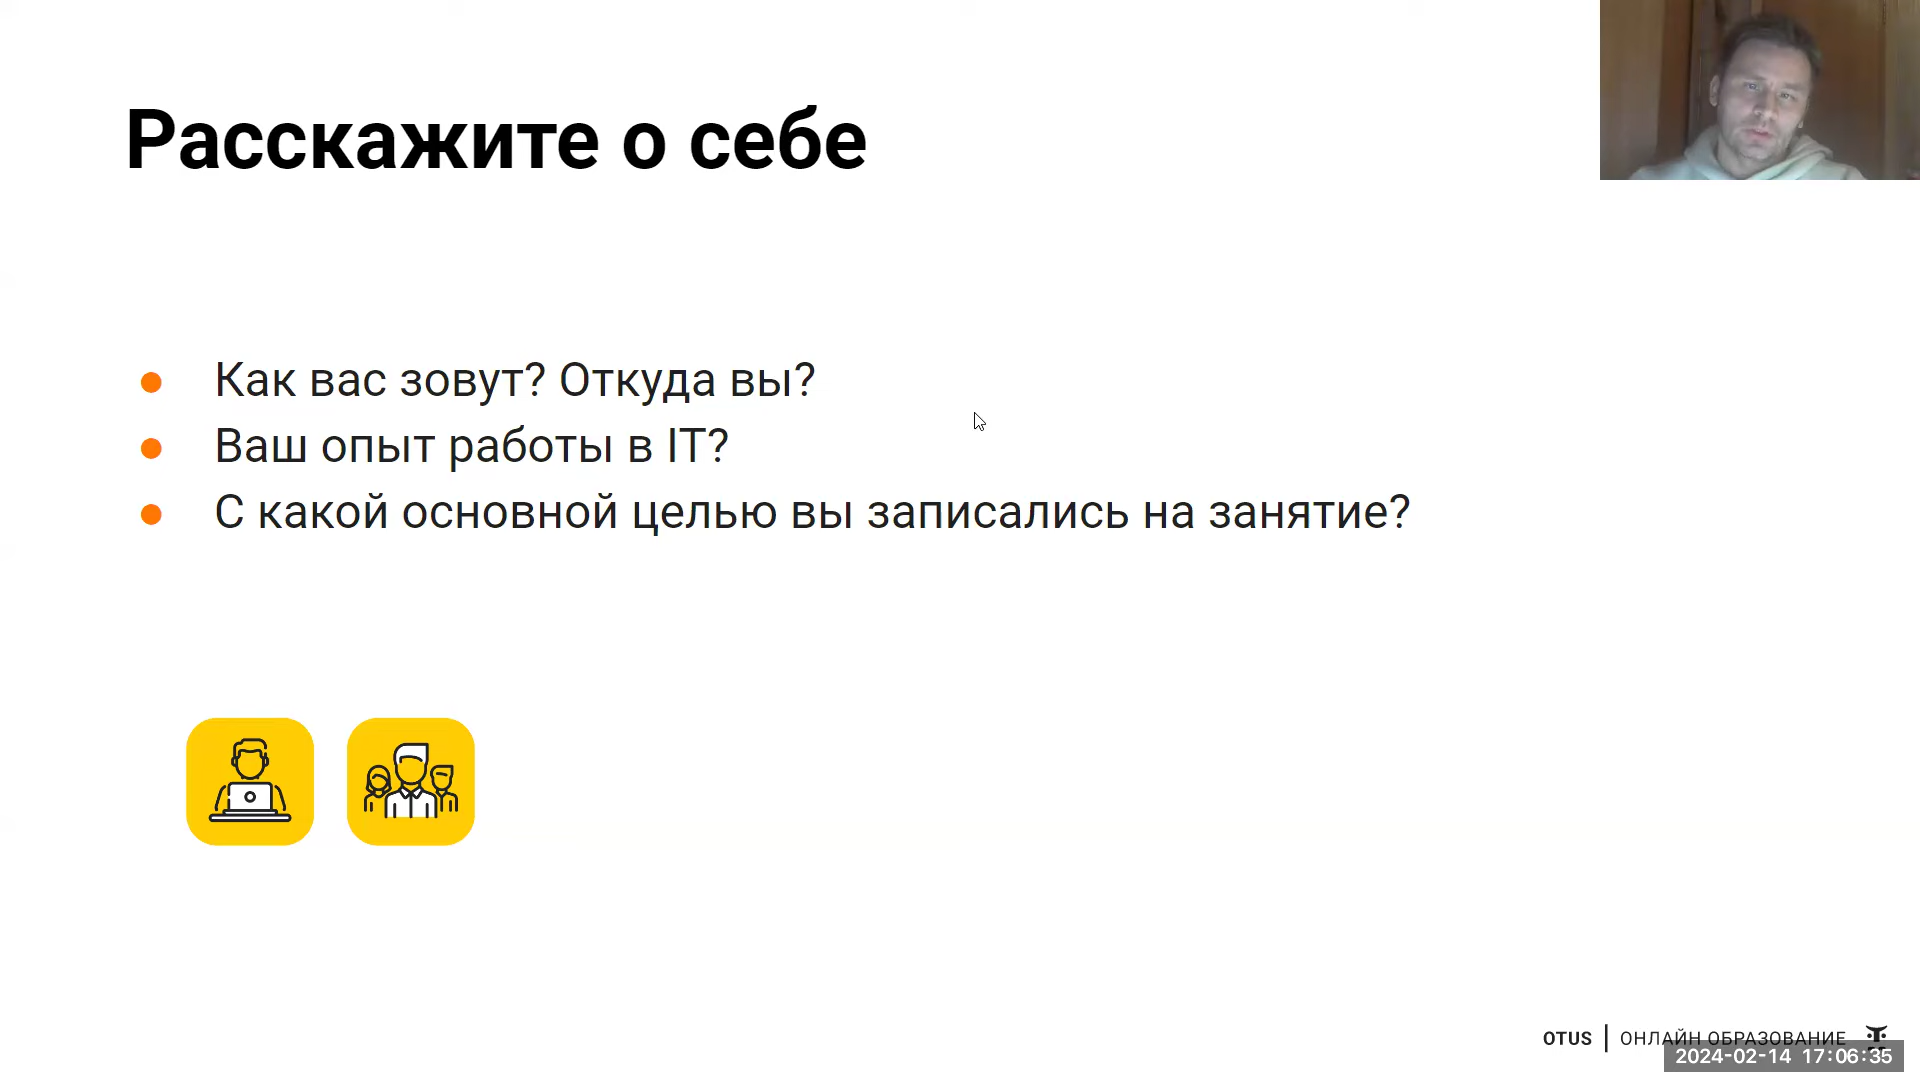 Расскажите о себе
Как вас зовут? Откуда вы?
Ваш опыт работы в IT?
С какой основной целью вы записались на занятие?
OTUS | ОНЛАЙН ОБРАЗОВАНИЕ
2024-02-14 17:06:35